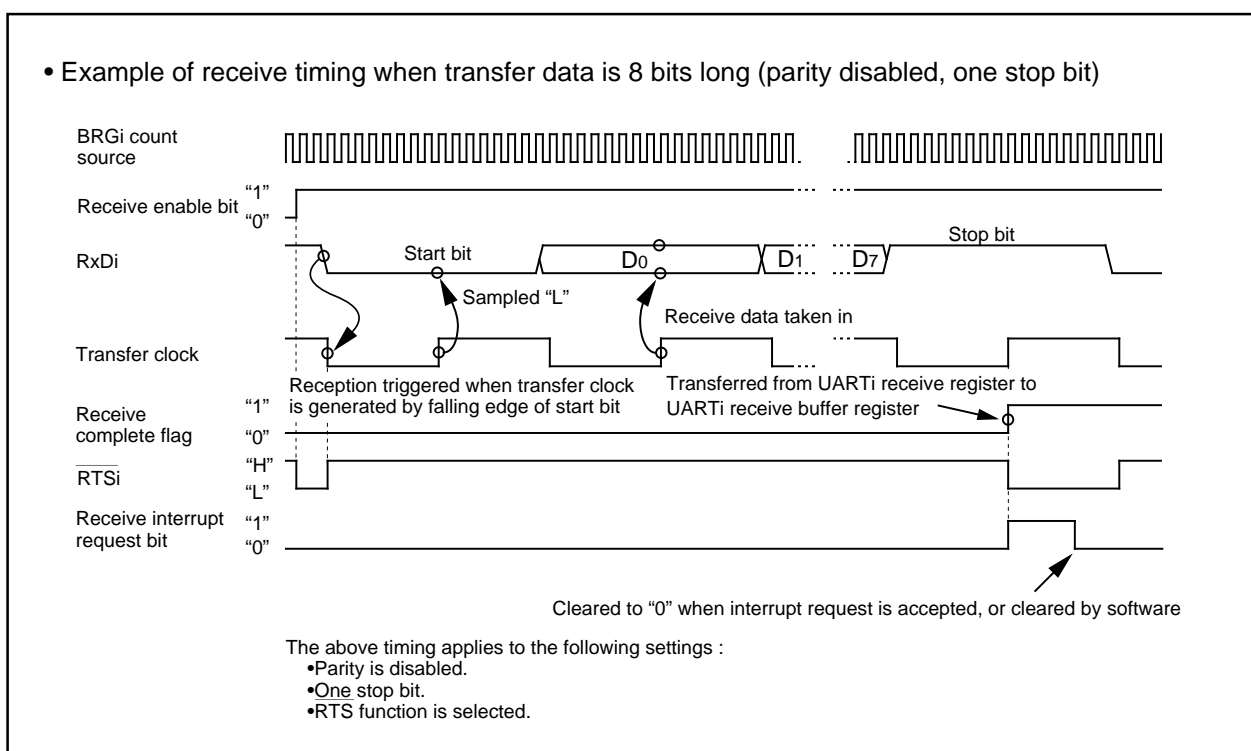 • Example of receive timing when transfer data is 8 bits long (parity disabled, one stop bit)
BRGi count
source
Receive enable bit
“1”
“0”
RxDi
Start bit
D0
D1
D7
Stop bit
Sampled “L”
Receive data taken in
Transfer clock
Reception triggered when transfer clock
is generated by falling edge of start bit
Transferred from UARTi receive register to
UARTi receive buffer register
Receive
complete flag
“1”
“0”
RTSi
“H”
“L”
Receive interrupt
request bit
“1”
“0”
Cleared to “0” when interrupt request is accepted, or cleared by software
The above timing applies to the following settings :
•Parity is disabled.
•One stop bit.
•RTS function is selected.